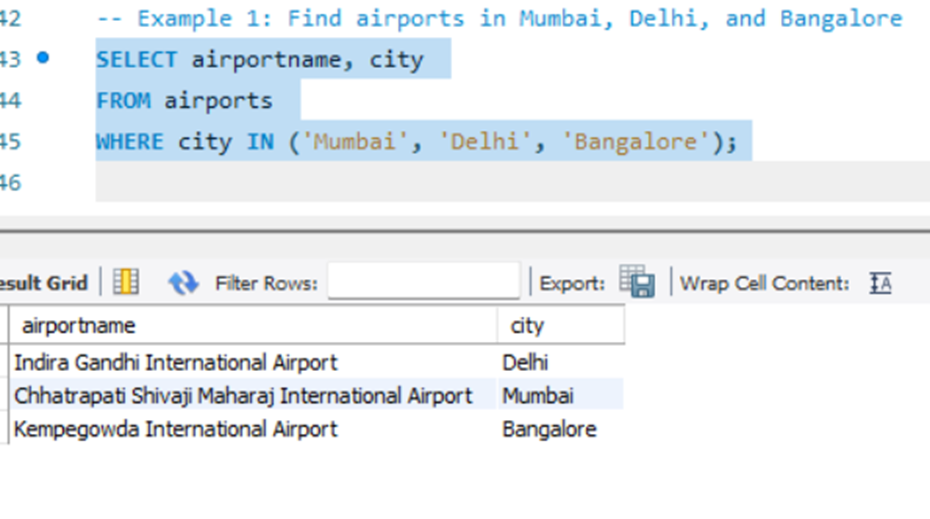 42 -- Example 1: Find airports in Mumbai, Delhi, and Bangalore
43 SELECT airportname, city
44 FROM airports
45 WHERE city IN ('Mumbai', 'Delhi', 'Bangalore');
46
esult Grid Filter Rows: Export: Wrap Cell Content: IA
airportname city
Indira Gandhi International Airport Delhi
Chhatrapati Shivaji Maharaj International Airport Mumbai
Kempegowda International Airport Bangalore